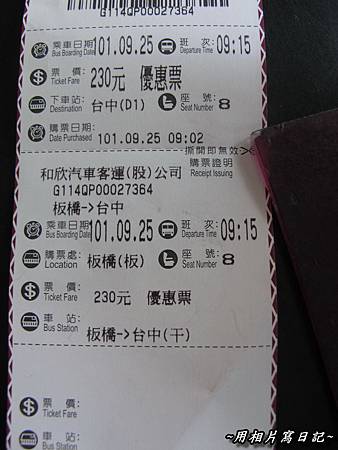 G114QP00027364
乘車日期 101.09.25 班 次: 09:15
Bus Boarding Date Departure Time
票 價: 230元 優惠票
Ticket Fare
下車站: 台中(D1) 座 號: 8
Destination Seat Number
購票日期: 101.09.25 09:02
Date Purchased
撕開即無效
和欣汽車客運(股)公司 購票證明
G114QP00027364 Receipt Issuing
板橋->台中
乘車日期 101.09.25 班 次: 09:15
Bus Boarding Date Departure Time
購票處: 板橋(板) 座 號: 8
Location Seat Number
票 價: 230元 優惠票
Ticket Fare
車 站:
Bus Station 板橋->台中(干)
票 價:
Ticket Fare
車 站:
Bus Station
~用相片寫日記~